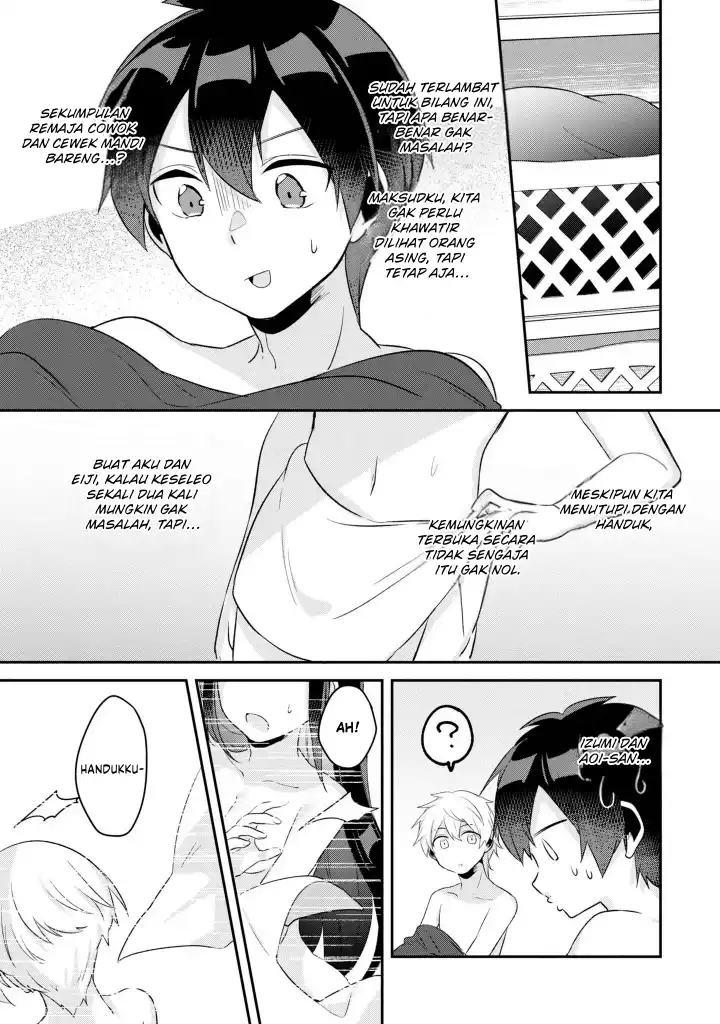 SUDAH TERLAMBAT
UNTUK BILANG INI,
TAPI APA BENAR-
BENAR GAK
MASALAH?
SEKUMPULAN
REMAJA COWOK
DAN CEWEK MANDI
BARENG...?
MAKSUDKU, KITA
GAK PERLU
KHAWATIR
DILIHAT ORANG
ASING, TAPI
TETAP AJA...
MESKIPUN KITA
MENUTUPI DENGAN
HANDUK,
KEMUNGKINAN
TERBUKA SECARA
TIDAK SENGAJA
ITU GAK NOL.
BUAT AKU DAN
EIJI, KALAU KESELEO
SEKALI DUA KALI
MUNGKIN GAK
MASALAH, TAPI...
IZUMI DAN
AOI-SAN...
?
AH!
HANDUKKU-